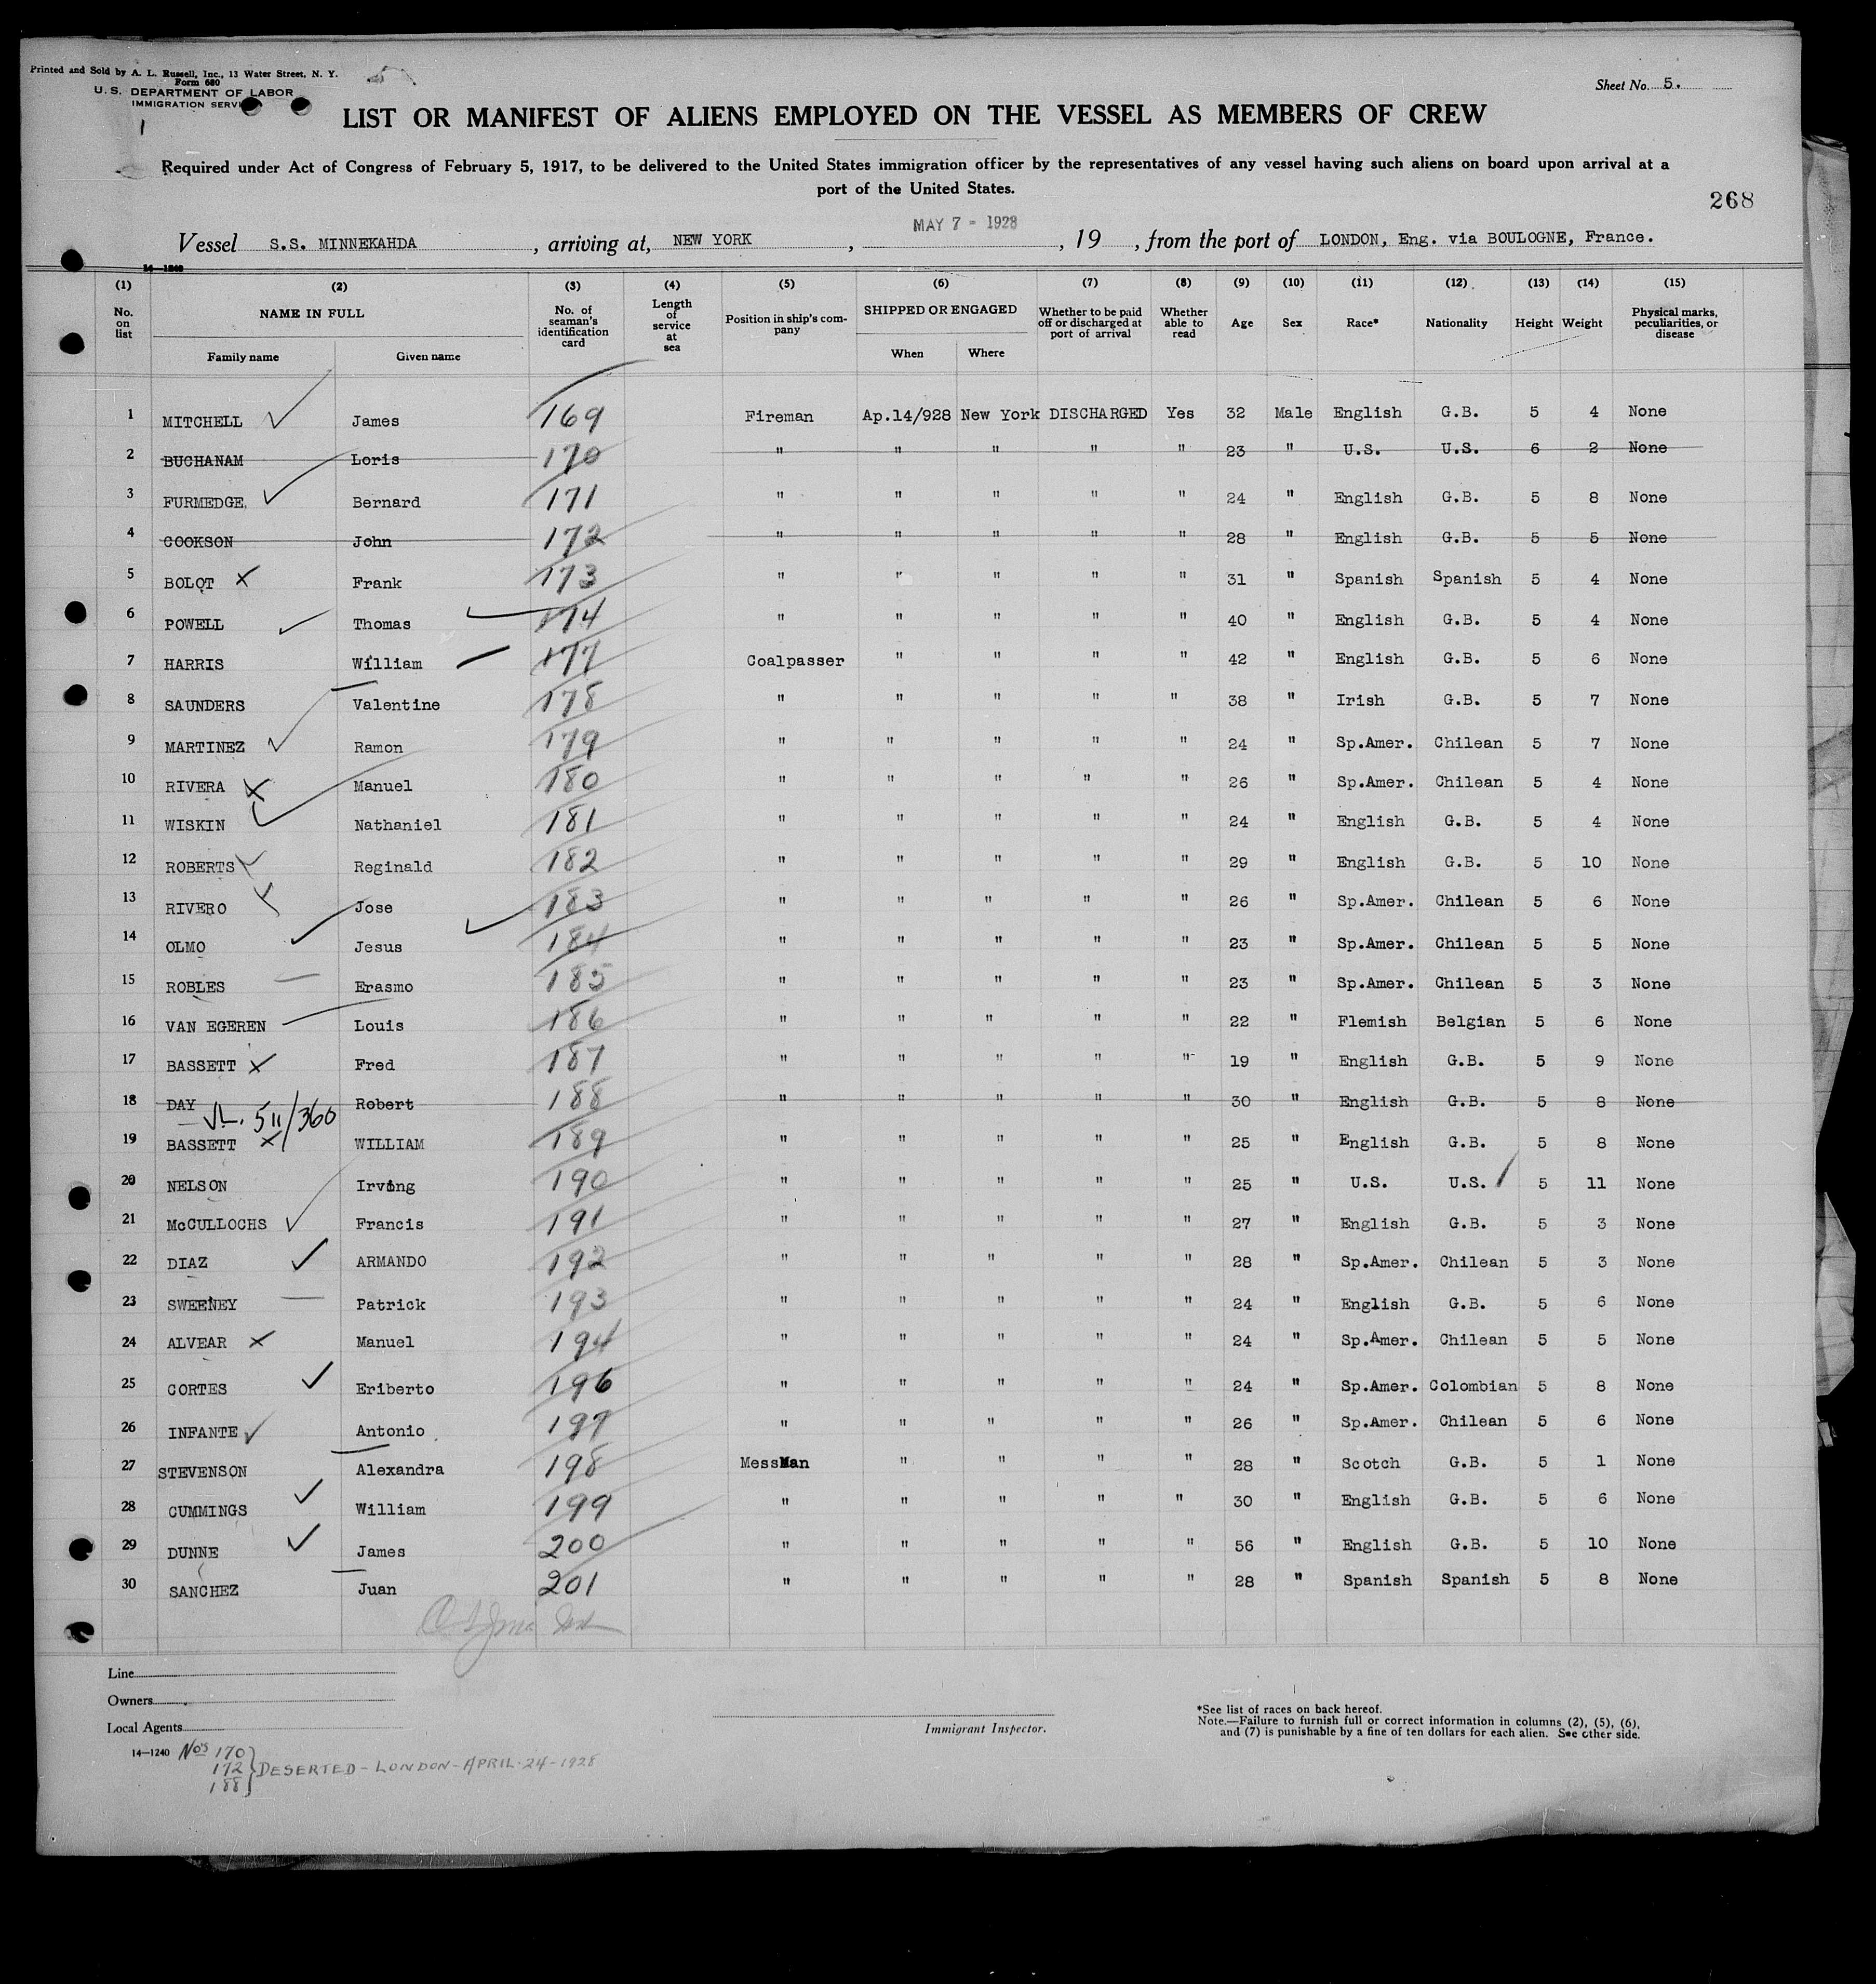 Printed and Sold by A. L. Russell, Inc., 13 Water Street, N. Y.
Form 680
U. S. DEPARTMENT OF LABOR
IMMIGRATION SERVI
Sheet No. 5.
LIST OR MANIFEST OF ALIENS EMPLOYED ON THE VESSEL AS MEMBERS OF CREW
Required under Act of Congress of February 5, 1917, to be delivered to the United States immigration officer by the representatives of any vessel having such aliens on board upon arrival at a
port of the United States.
268
Vessel S.S. MINNEKAHDA, arriving at, NEW YORK, MAY 7 - 1928, 19 , from the port of LONDON, Eng. via BOULOGNE, France.
14—1240
(1) (2) (3) (4) (5) (6) (7) (8) (9) (10) (11) (12) (13) (14) (15)
No. on list NAME IN FULL Family name Given name No. of seaman's identification card Length of service at sea Position in ship's company SHIPPED OR ENGAGED When Where Whether to be paid off or discharged at port of arrival Whether able to read Age Sex Race* Nationality Height Weight Physical marks, peculiarities, or disease
1 MITCHELL James 169 Fireman Ap.14/928 New York DISCHARGED Yes 32 Male English G.B. 5 4 None
2 BUCHANAM Loris 170 " " " " " 23 " U.S. U.S. 6 2 None
3 FURMEDGE, Bernard 171 " " " " " 24 " English G.B. 5 8 None
4 COOKSON John 172 " " " " " 28 " English G.B. 5 5 None
5 BOLOT Frank 173 " " " " " 31 " Spanish Spanish 5 4 None
6 POWELL Thomas 174 " " " " " 40 " English G.B. 5 4 None
7 HARRIS William 177 Coalpasser " " " " 42 " English G.B. 5 6 None
8 SAUNDERS Valentine 178 " " " " " 38 " Irish G.B. 5 7 None
9 MARTINEZ Ramon 179 " " " " " 24 " Sp.Amer. Chilean 5 7 None
10 RIVERA Manuel 180 " " " " " 26 " Sp.Amer. Chilean 5 4 None
11 WISKIN Nathaniel 181 " " " " " 24 " English G.B. 5 4 None
12 ROBERTS Reginald 182 " " " " " 29 " English G.B. 5 10 None
13 RIVERO Jose 183 " " " " " 26 " Sp.Amer. Chilean 5 6 None
14 OLMO Jesus 184 " " " " " 23 " Sp.Amer. Chilean 5 5 None
15 ROBLES Erasmo 185 " " " " " 23 " Sp.Amer. Chilean 5 3 None
16 VAN EGEREN Louis 186 " " " " " 22 " Flemish Belgian 5 6 None
17 BASSETT Fred 187 " " " " " 19 " English G.B. 5 9 None
18 DAY Robert 188 " " " " " 30 " English G.B. 5 8 None
511/360
19 BASSETT WILLIAM 189 " " " " " 25 " English G.B. 5 8 None
20 NELSON Irving 190 " " " " " 25 " U.S. U.S. 5 11 None
21 McCULLOCHS Francis 191 " " " " " 27 " English G.B. 5 3 None
22 DIAZ ARMANDO 192 " " " " " 28 " Sp.Amer. Chilean 5 3 None
23 SWEENEY Patrick 193 " " " " " 24 " English G.B. 5 6 None
24 ALVEAR Manuel 194 " " " " " 24 " Sp.Amer. Chilean 5 5 None
25 CORTES Eriberto 196 " " " " " 24 " Sp.Amer. Colombian 5 8 None
26 INFANTE Antonio 197 " " " " " 26 " Sp.Amer. Chilean 5 6 None
27 STEVENSON Alexandra 198 MessMan " " " " 28 " Scotch G.B. 5 1 None
28 CUMMINGS William 199 " " " " " 30 " English G.B. 5 6 None
29 DUNNE James 200 " " " " " 56 " English G.B. 5 10 None
30 SANCHEZ Juan 201 " " " " " 28 " Spanish Spanish 5 8 None
Line
Owners
Local Agents
Immigrant Inspector.
*See list of races on back hereof.
Note.—Failure to furnish full or correct information in columns (2), (5), (6),
and (7) is punishable by a fine of ten dollars for each alien. See other side.
14—1240 Nos 170
172 } DESERTED - LONDON - APRIL - 24 - 1928
188